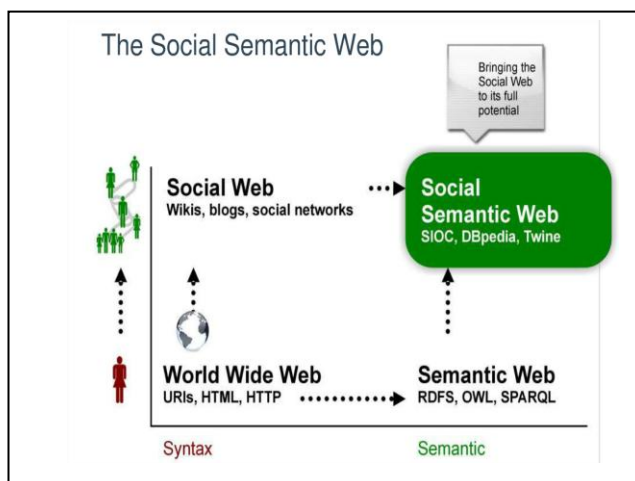 The Social Semantic Web
Bringing the
Social Web
to its full
potential
Social Web
Wikis, blogs, social networks
Social
Semantic Web
SIOC, DBpedia, Twine
World Wide Web
URIs, HTML, HTTP
Semantic Web
RDFS, OWL, SPARQL
Syntax
Semantic